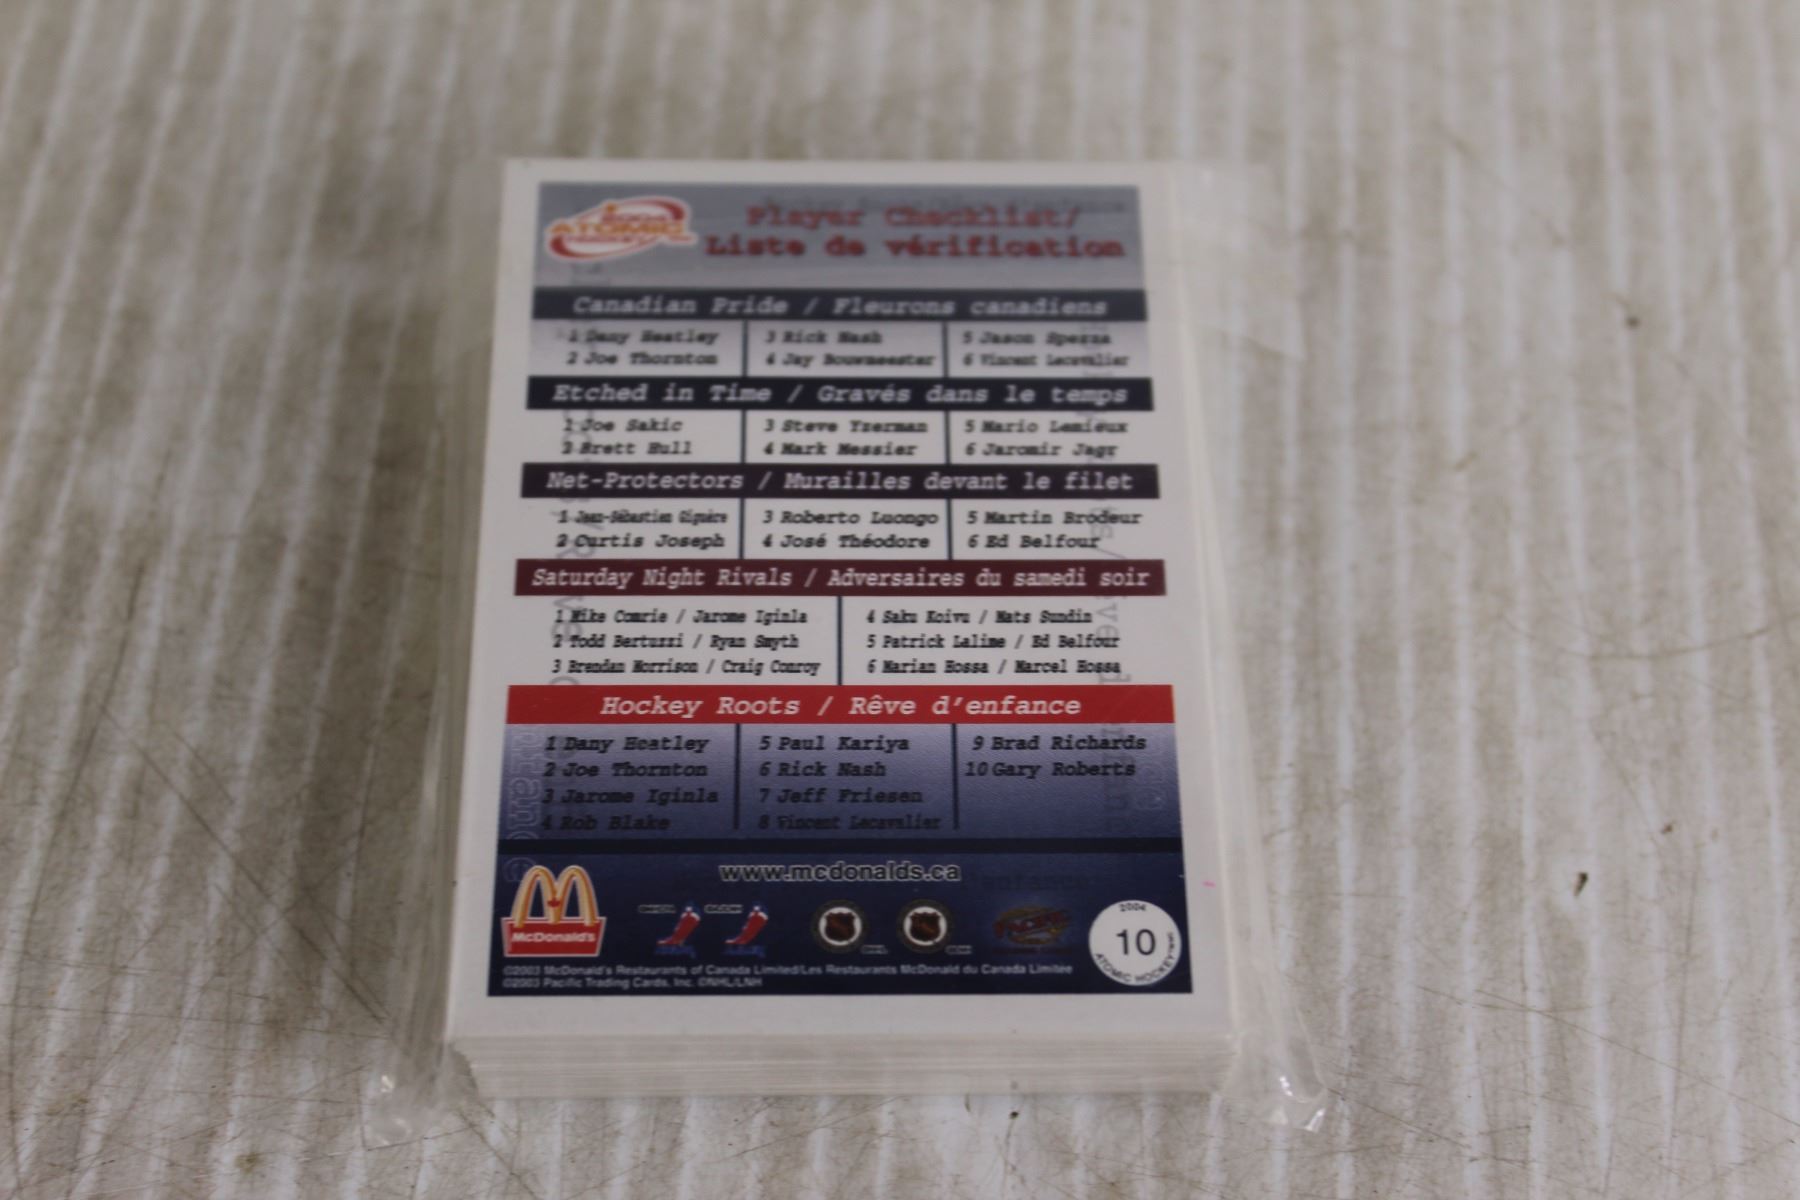 2004
ATOMIC
HOCKEY
Player Checklist/
Liste de vérification
Canadian Pride / Fleurons canadiens
1 Dany Heatley 3 Rick Nash 5 Jason Spezza
2 Joe Thornton 4 Jay Bouwmeester 6 Vincent Lecavalier
Etched in Time / Gravés dans le temps
1 Joe Sakic 3 Steve Yzerman 5 Mario Lemieux
2 Brett Hull 4 Mark Messier 6 Jaromir Jagr
Net-Protectors / Murailles devant le filet
1 Jean-Sébastien Giguère 3 Roberto Luongo 5 Martin Brodeur
2 Curtis Joseph 4 José Théodore 6 Ed Belfour
Saturday Night Rivals / Adversaires du samedi soir
1 Mike Comrie / Jarome Iginla 4 Saku Koivu / Mats Sundin
2 Todd Bertuzzi / Ryan Smyth 5 Patrick Lalime / Ed Belfour
3 Brendan Morrison / Craig Conroy 6 Marian Hossa / Marcel Hossa
Hockey Roots / Rêve d'enfance
1 Dany Heatley 5 Paul Kariya 9 Brad Richards
2 Joe Thornton 6 Rick Nash 10 Gary Roberts
3 Jarome Iginla 7 Jeff Friesen
4 Rob Blake 8 Vincent Lecavalier
www.mcdonalds.ca
McDonald's
PACIFIC
2004
10
ATOMIC HOCKEY
©2003 McDonald's Restaurants of Canada Limited/Les Restaurants McDonald du Canada Limitée
©2003 Pacific Trading Cards, Inc. ©NHL/LNH